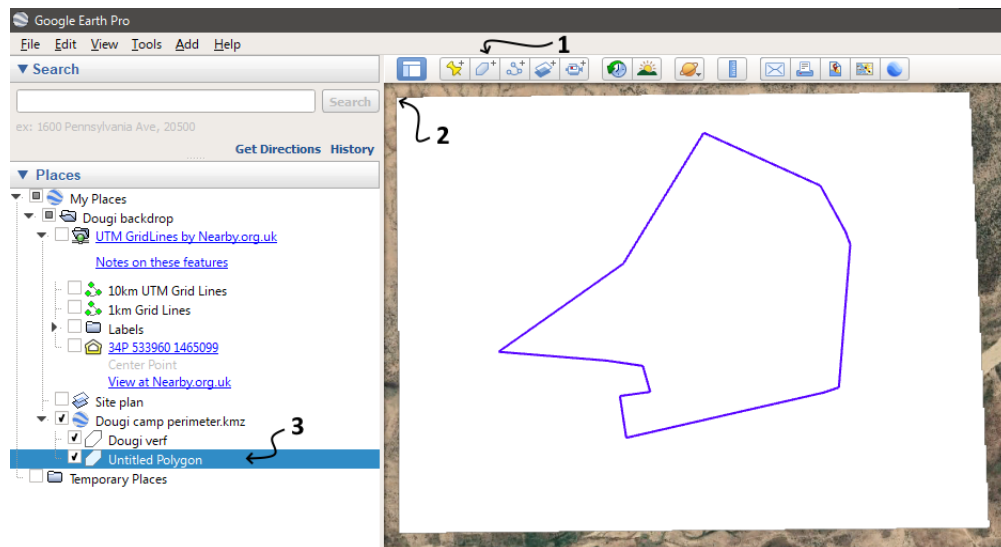 Google Earth Pro
File Edit View Tools Add Help
1
▼ Search
Search
ex: 1600 Pennsylvania Ave, 20500
Get Directions History
2
▼ Places
My Places
Dougi backdrop
UTM GridLines by Nearby.org.uk
Notes on these features
10km UTM Grid Lines
1km Grid Lines
Labels
34P 533960 1465099
Center Point
View at Nearby.org.uk
Site plan
Dougi camp perimeter.kmz
3
Dougi verf
Untitled Polygon
Temporary Places